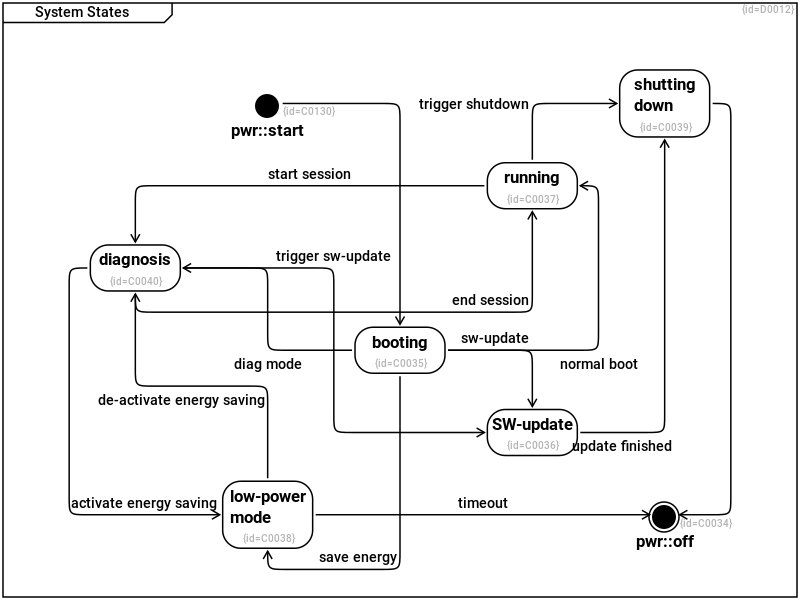 System States
{id=D0012}
shutting
down
{id=C0039}
trigger shutdown
{id=C0130}
pwr::start
running
{id=C0037}
start session
diagnosis
{id=C0040}
trigger sw-update
end session
booting
{id=C0035}
sw-update
diag mode
normal boot
de-activate energy saving
SW-update
{id=C0036}
update finished
activate energy saving
low-power
mode
{id=C0038}
timeout
{id=C0034}
pwr::off
save energy